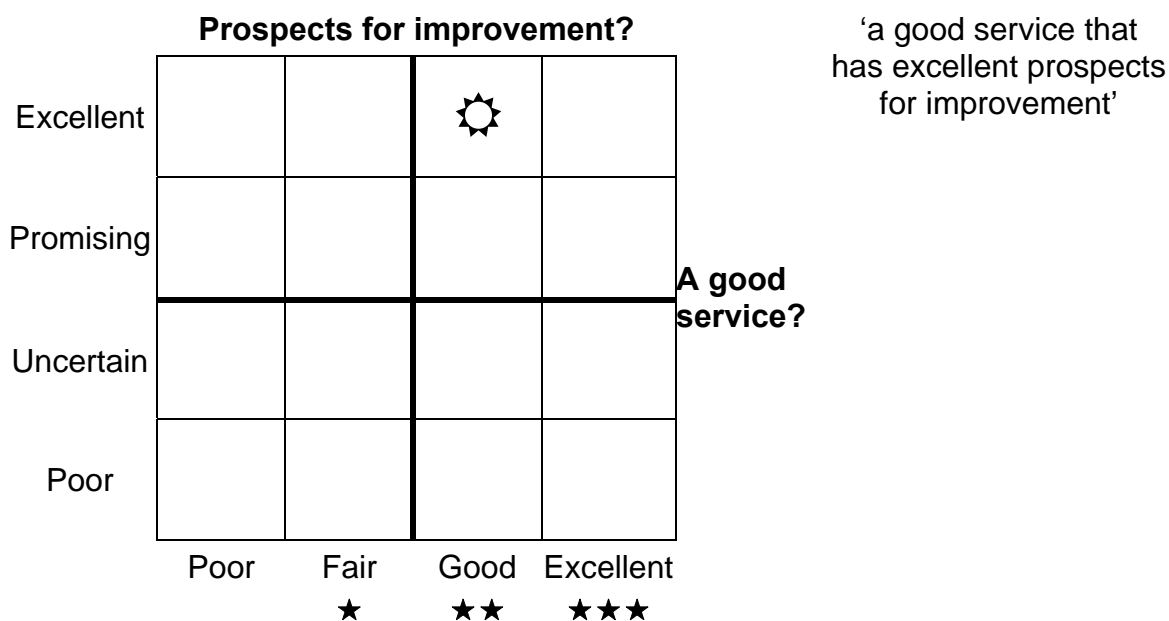 Prospects for improvement?
‘a good service that
has excellent prospects
for improvement’
Excellent
Promising
A good
service?
Uncertain
Poor
Poor Fair Good Excellent
★ ★★ ★★★